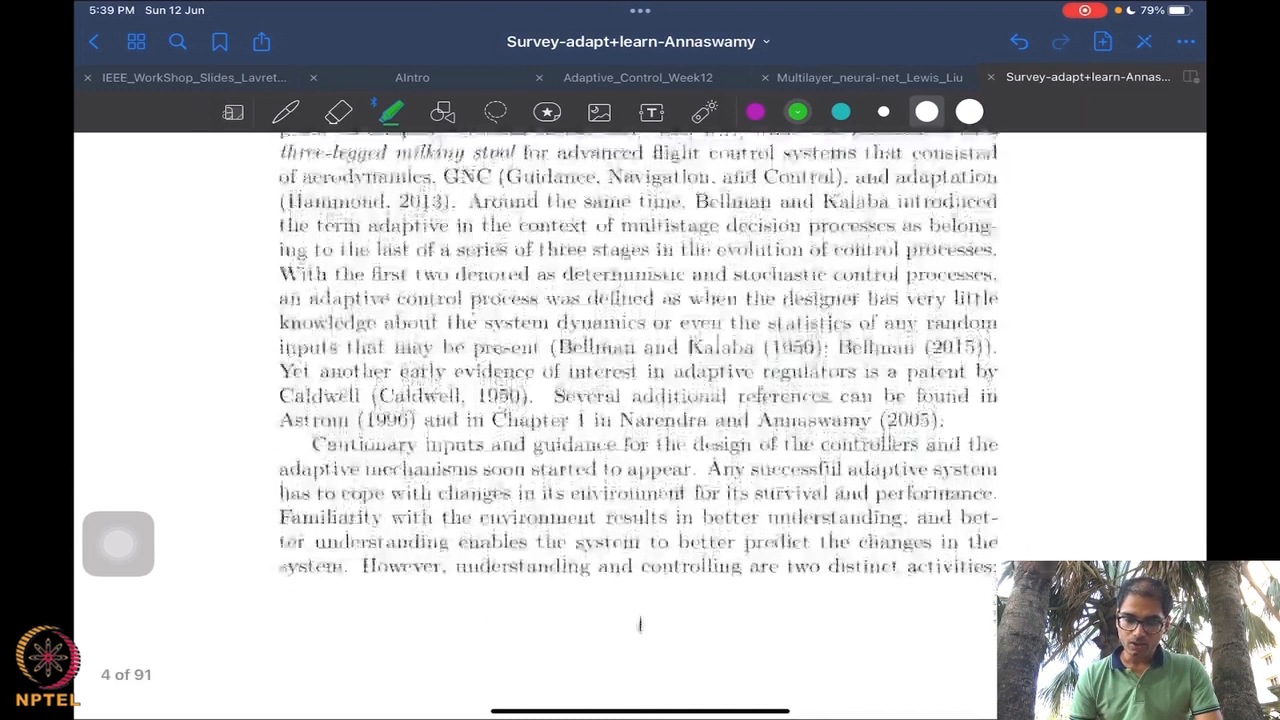 5:39 PM Sun 12 Jun
79%
Survey-adapt+learn-Annaswamy
IEEE_WorkShop_Slides_Lavret...
AIntro
Adaptive_Control_Week12
Multilayer_neural-net_Lewis_Liu
Survey-adapt+learn-Annas...
three-legged milking stool for advanced flight control systems that consisted
of aerodynamics, GNC (Guidance, Navigation, and Control), and adaptation
(Hammond, 2013). Around the same time, Bellman and Kalaba introduced
the term adaptive in the context of multistage decision processes as belong-
ing to the last of a series of three stages in the evolution of control processes.
With the first two denoted as deterministic and stochastic control processes,
an adaptive control process was defined as when the designer has very little
knowledge about the system dynamics or even the statistics of any random
inputs that may be pre-ent (Bellman and Kalaba (1959); Bellman (2015)).
Yet another early evidence of interest in adaptive regulators is a patent by
Caldwell (Caldwell, 1950). Several additional references can be found in
Astrom (1996) and in Chapter 1 in Narendra and Annaswamy (2005).
Cautionary inputs and guidance for the design of the controllers and the
adaptive mechanisms soon started to appear. Any successful adaptive system
has to cope with changes in its environment for its survival and performance.
Familiarity with the environment results in better understanding, and bet-
ter understanding enables the system to better predict the changes in the
system. However, understanding and controlling are two distinct activities;
4 of 91
NPTEL